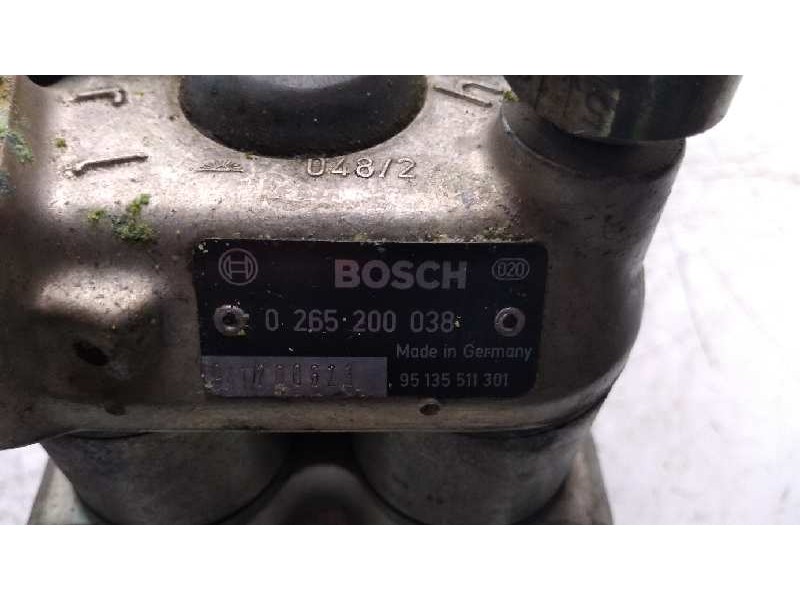 r
l
h
048/2
BOSCH
020
0 265 200 038
Made in Germany
95 135 511 301